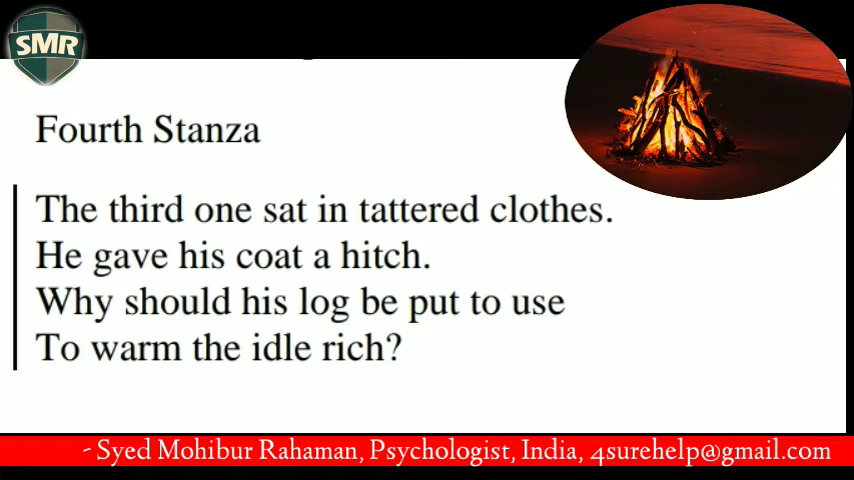 SMR
Fourth Stanza
The third one sat in tattered clothes.
He gave his coat a hitch.
Why should his log be put to use
To warm the idle rich?
- Syed Mohibur Rahaman, Psychologist, India, 4surehelp@gmail.com